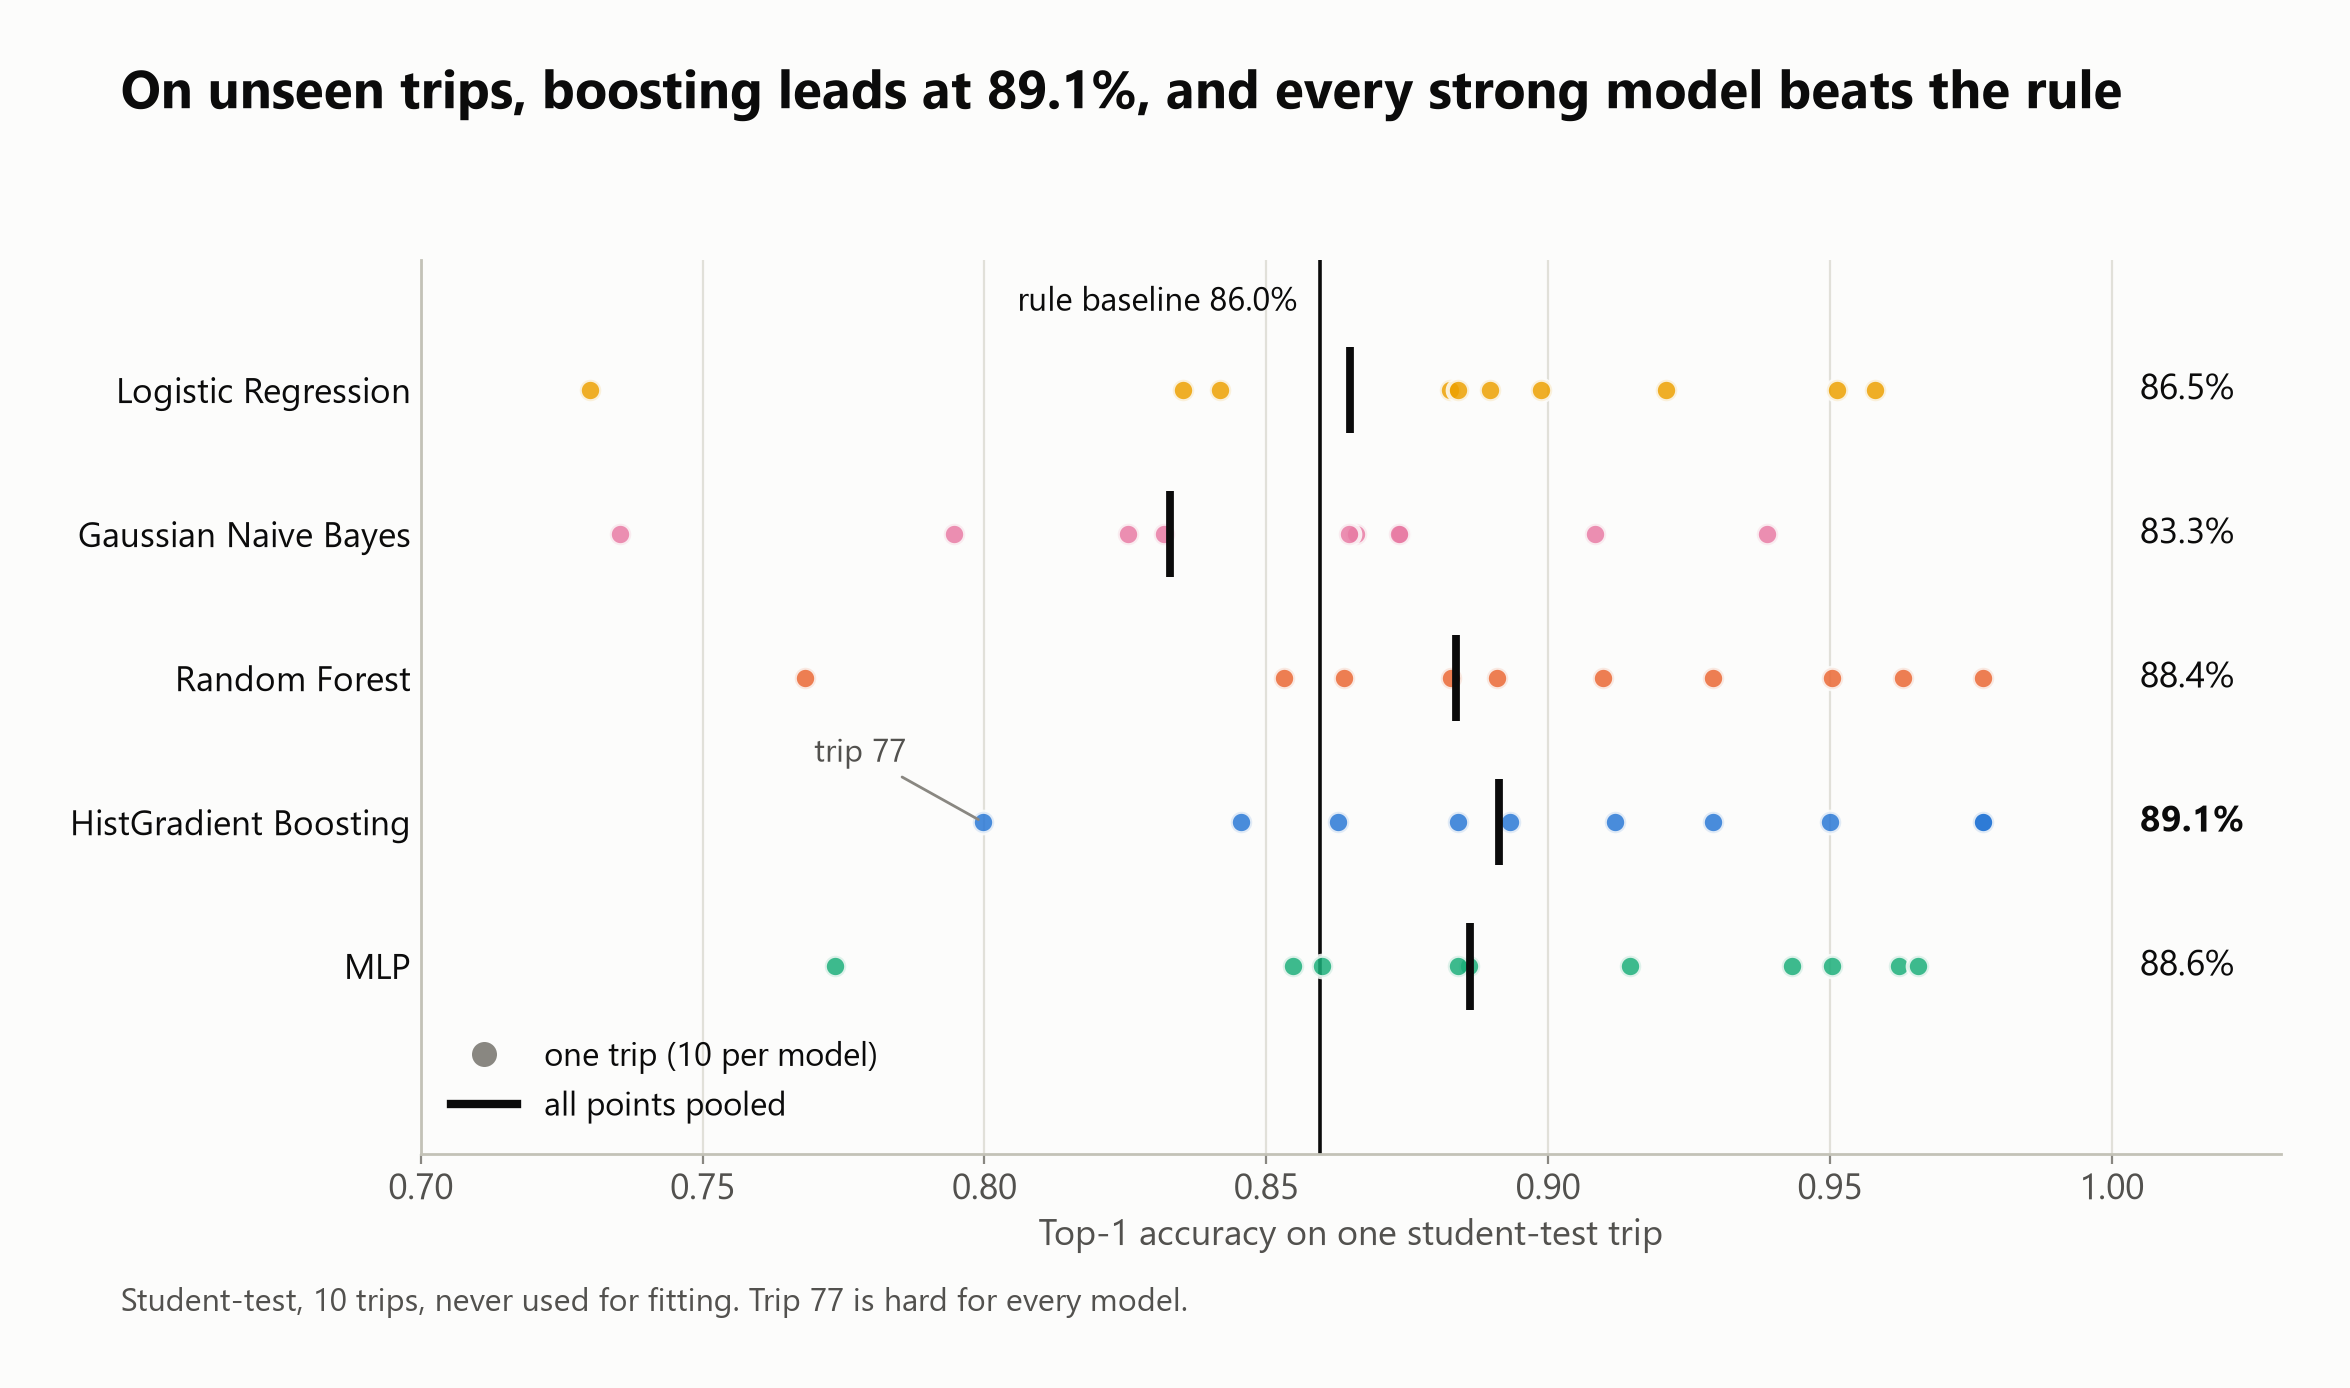 On unseen trips, boosting leads at 89.1%, and every strong model beats the rule
rule baseline 86.0%
Logistic Regression
86.5%
Gaussian Naive Bayes
83.3%
Random Forest
88.4%
trip 77
HistGradient Boosting
89.1%
MLP
88.6%
one trip (10 per model)
all points pooled
0.70 0.75 0.80 0.85 0.90 0.95 1.00
Top-1 accuracy on one student-test trip
Student-test, 10 trips, never used for fitting. Trip 77 is hard for every model.